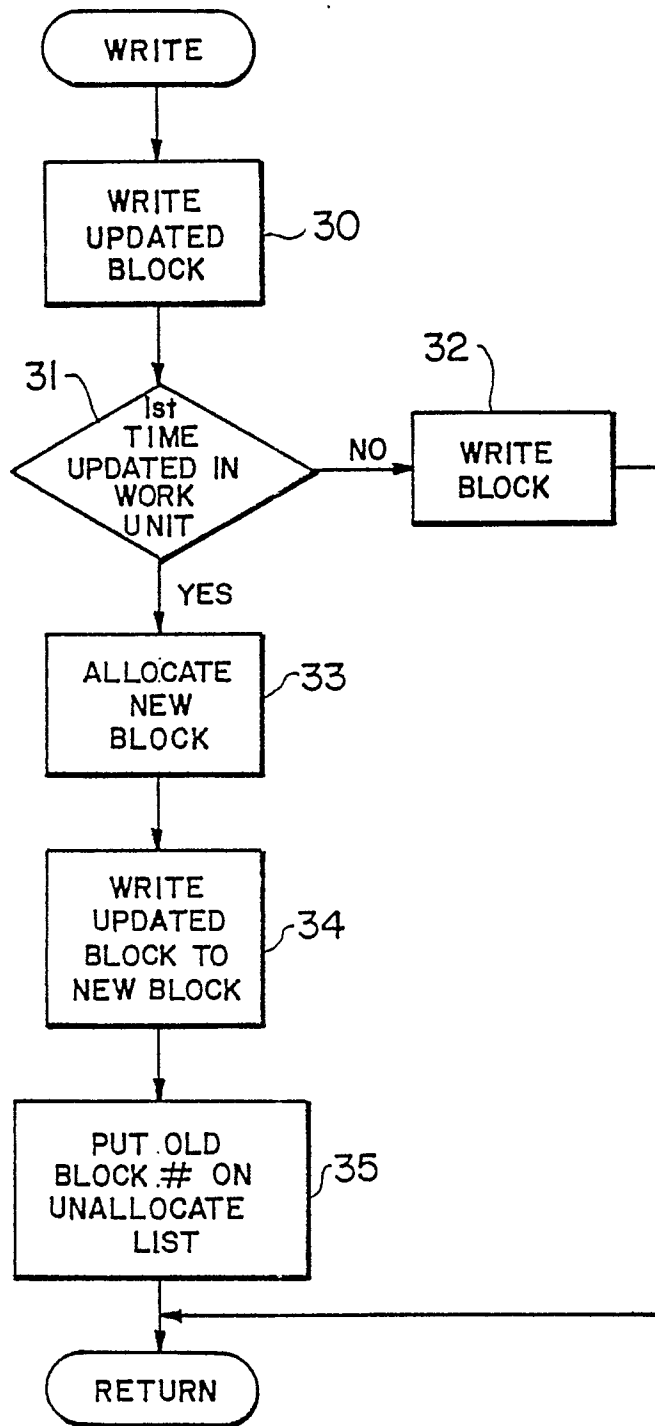 WRITE
WRITE
UPDATED
BLOCK
30
31
1st
TIME
UPDATED IN
WORK
UNIT
NO
32
WRITE
BLOCK
YES
ALLOCATE
NEW
BLOCK
33
WRITE
UPDATED
BLOCK TO
NEW BLOCK
34
PUT OLD
BLOCK # ON
UNALLOCATE
LIST
35
RETURN